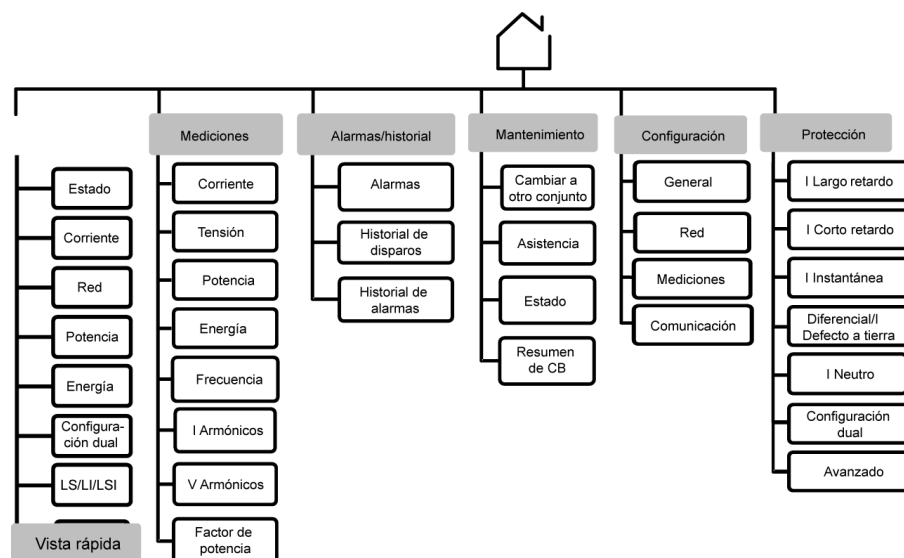 Mediciones
Alarmas/historial
Mantenimiento
Configuración
Protección
Estado
Corriente
Red
Potencia
Energía
Configura-
ción dual
LS/LI/LSI
Vista rápida
Corriente
Tensión
Potencia
Energía
Frecuencia
I Armónicos
V Armónicos
Factor de
potencia
Alarmas
Historial de
disparos
Historial de
alarmas
Cambiar a
otro conjunto
Asistencia
Estado
Resumen
de CB
General
Red
Mediciones
Comunicación
I Largo retardo
I Corto retardo
I Instantánea
Diferencial/I
Defecto a tierra
I Neutro
Configuración
dual
Avanzado